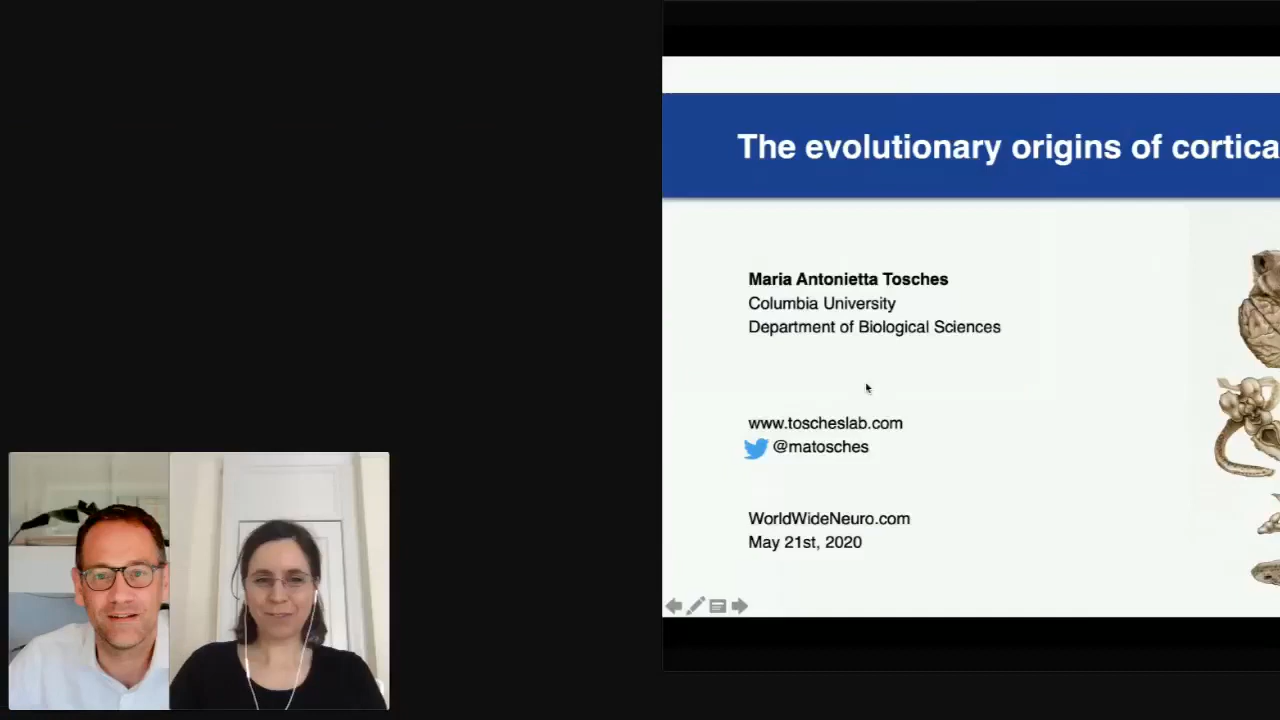 The evolutionary origins of cortica
Maria Antonietta Tosches
Columbia University
Department of Biological Sciences
www.toscheslab.com
@matosches
WorldWideNeuro.com
May 21st, 2020